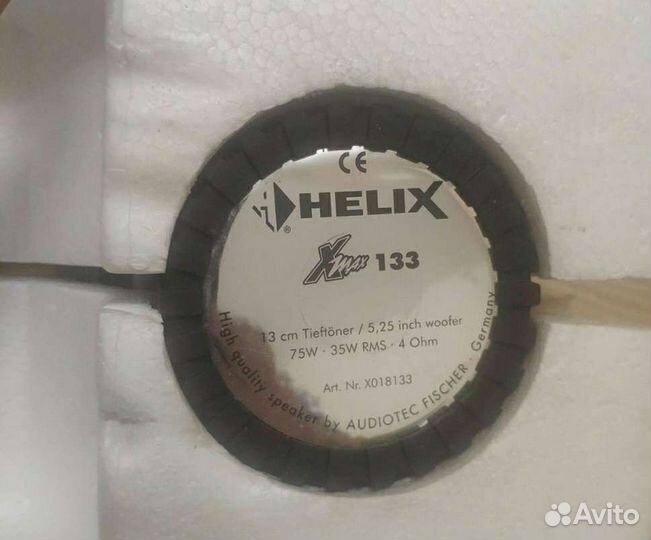 CE
HELIX
®
Xmax 133
13 cm Tieftöner / 5,25 inch woofer
75W - 35W RMS - 4 Ohm
Art. Nr. X018133
High quality speaker by AUDIOTEC FISCHER · Germany
Avito